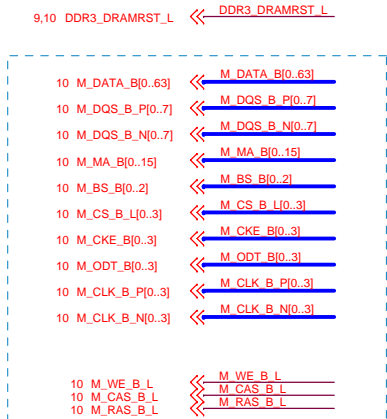 9,10 DDR3_DRAMRST_L DDR3_DRAMRST_L
10 M_DATA_B[0..63] M_DATA_B[0..63]
10 M_DQS_B_P[0..7] M_DQS_B_P[0..7]
10 M_DQS_B_N[0..7] M_DQS_B_N[0..7]
10 M_MA_B[0..15] M_MA_B[0..15]
10 M_BS_B[0..2] M_BS_B[0..2]
10 M_CS_B_L[0..3] M_CS_B_L[0..3]
10 M_CKE_B[0..3] M_CKE_B[0..3]
10 M_ODT_B[0..3] M_ODT_B[0..3]
10 M_CLK_B_P[0..3] M_CLK_B_P[0..3]
10 M_CLK_B_N[0..3] M_CLK_B_N[0..3]
10 M_WE_B_L M_WE_B_L
10 M_CAS_B_L M_CAS_B_L
10 M_RAS_B_L M_RAS_B_L